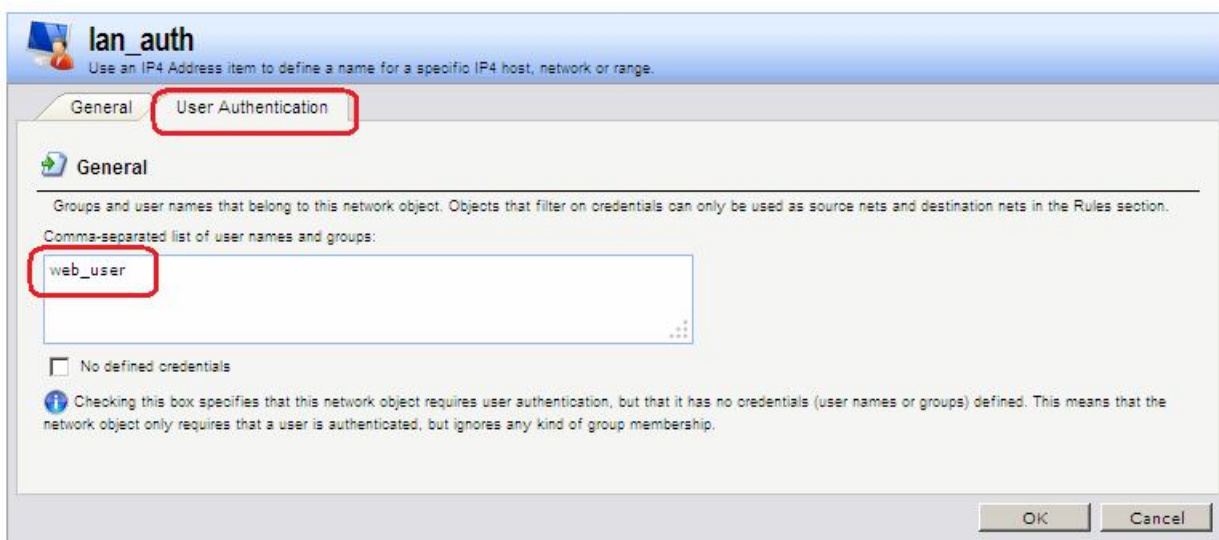 lan_auth
Use an IP4 Address item to define a name for a specific IP4 host, network or range.
General
User Authentication
General
Groups and user names that belong to this network object. Objects that filter on credentials can only be used as source nets and destination nets in the Rules section.
Comma-separated list of user names and groups:
web_user
No defined credentials
Checking this box specifies that this network object requires user authentication, but that it has no credentials (user names or groups) defined. This means that the
network object only requires that a user is authenticated, but ignores any kind of group membership.
OK
Cancel